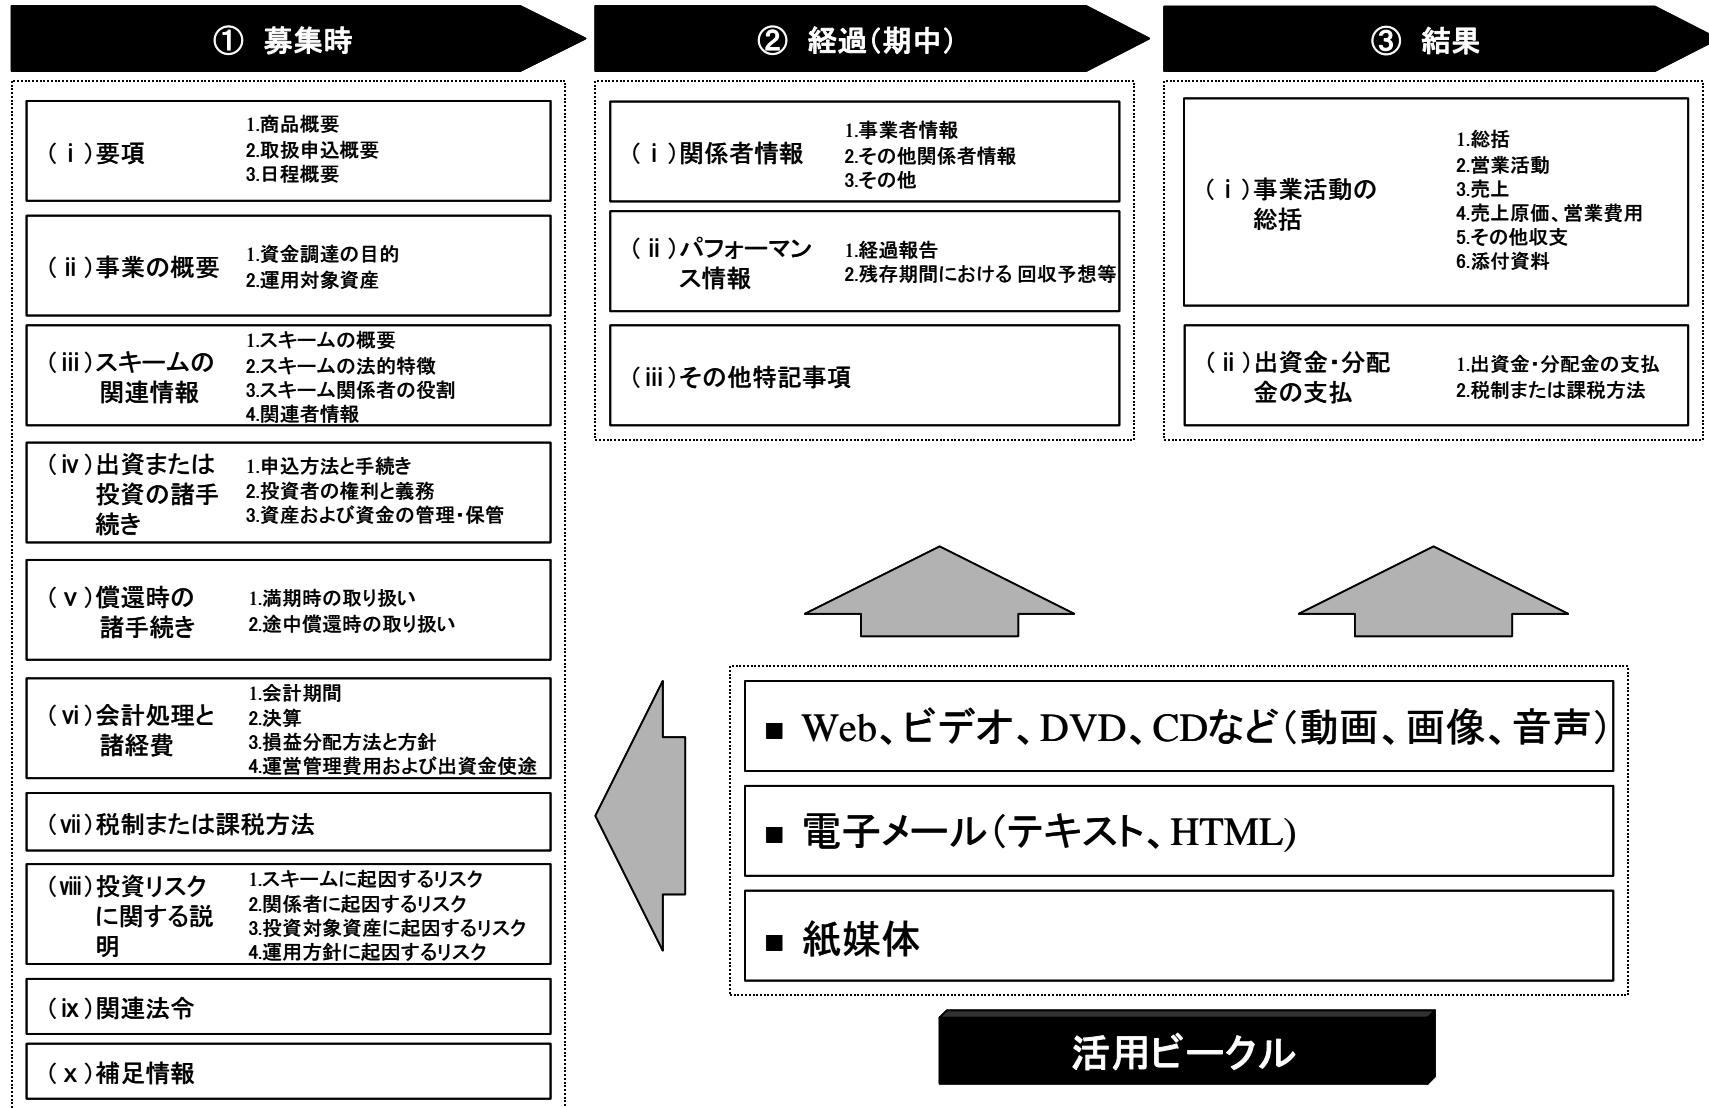 ① 募集時
(ⅰ)要項
1.商品概要
2.取扱申込概要
3.日程概要
(ⅱ)事業の概要
1.資金調達の目的
2.運用対象資産
(ⅲ)スキームの
関連情報
1.スキームの概要
2.スキームの法的特徴
3.スキーム関係者の役割
4.関連者情報
(ⅳ)出資または
投資の諸手
続き
1.申込方法と手続き
2.投資者の権利と義務
3.資産および資金の管理・保管
(ⅴ)償還時の
諸手続き
1.満期時の取り扱い
2.途中償還時の取り扱い
(ⅵ)会計処理と
諸経費
1.会計期間
2.決算
3.損益分配方法と方針
4.運営管理費用および出資金使途
(ⅶ)税制または課税方法
(ⅷ)投資リスク
に関する説
明
1.スキームに起因するリスク
2.関係者に起因するリスク
3.投資対象資産に起因するリスク
4.運用方針に起因するリスク
(ⅸ)関連法令
(ⅹ)補足情報
② 経過(期中)
(ⅰ)関係者情報
1.事業者情報
2.その他関係者情報
3.その他
(ⅱ)パフォーマン
ス情報
1.経過報告
2.残存期間における 回収予想等
(ⅲ)その他特記事項
③ 結果
(ⅰ)事業活動の
総括
1.総括
2.営業活動
3.売上
4.売上原価、営業費用
5.その他収支
6.添付資料
(ⅱ)出資金・分配
金の支払
1.出資金・分配金の支払
2.税制または課税方法
■ Web、ビデオ、DVD、CDなど(動画、画像、音声)
■ 電子メール(テキスト、HTML)
■ 紙媒体
活用ビークル